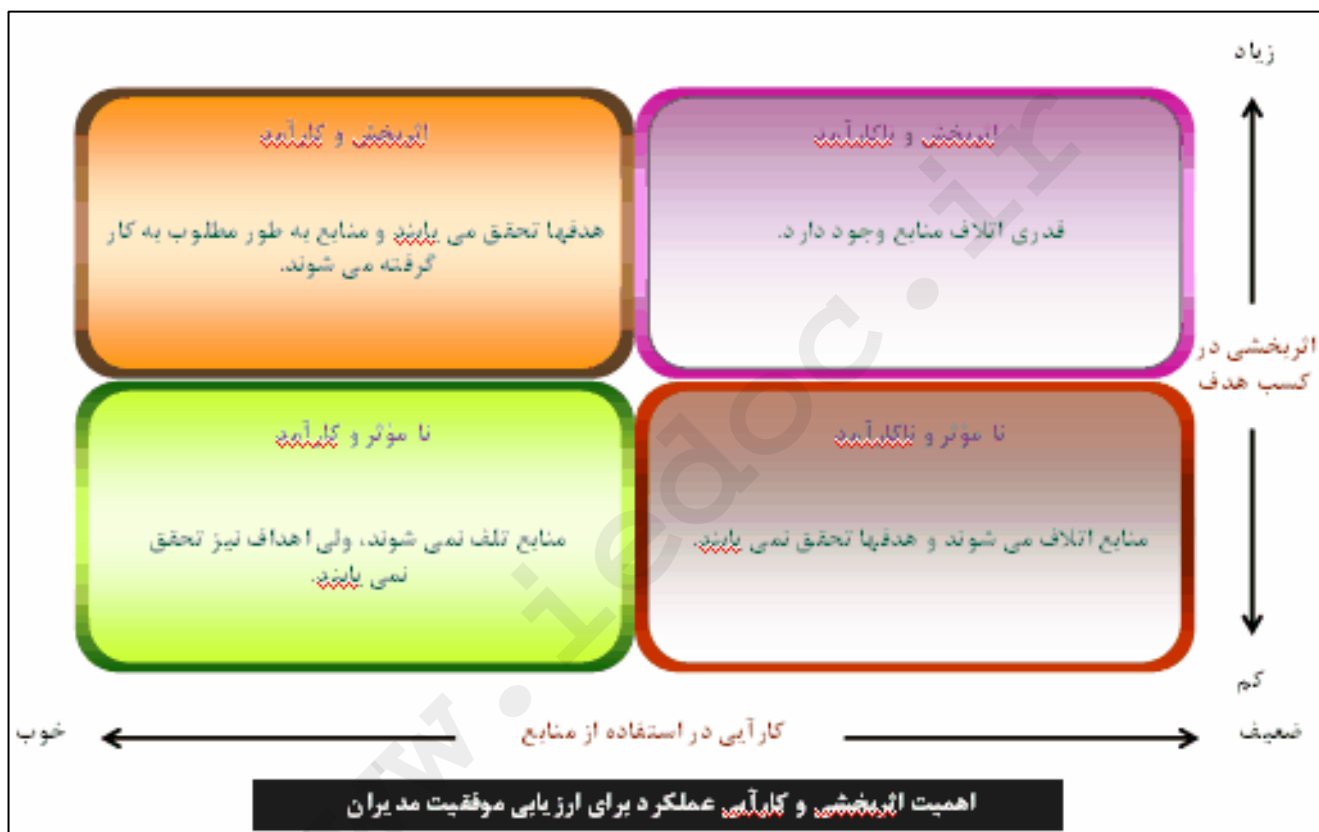 زیاد
اثربخش و ناکارآمد
قدری اتلاف منابع وجود دارد.
اثربخش و کارآمد
هدفها تحقق می یابند و منابع به طور مطلوب به کار
گرفته می شوند.
اثربخشی در
کسب هدف
نا مؤثر و ناکارآمد
منابع اتلاف می شوند و هدفها تحقق نمی یابند.
نا مؤثر و کارآمد
منابع تلف نمی شوند، ولی اهداف نیز تحقق
نمی یابند.
کم
ضعیف
کارآیی در استفاده از منابع
خوب
اهمیت اثربخشی و کارآیی عملکرد برای ارزیابی موفقیت مدیران
www.iedoc.ir